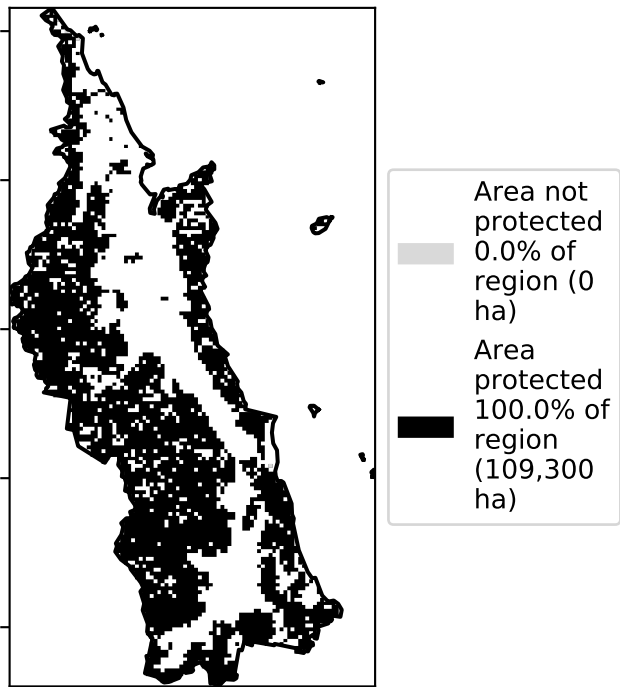 Area not
protected
0.0% of
region (0
ha)
Area
protected
100.0% of
region
(109,300
ha)